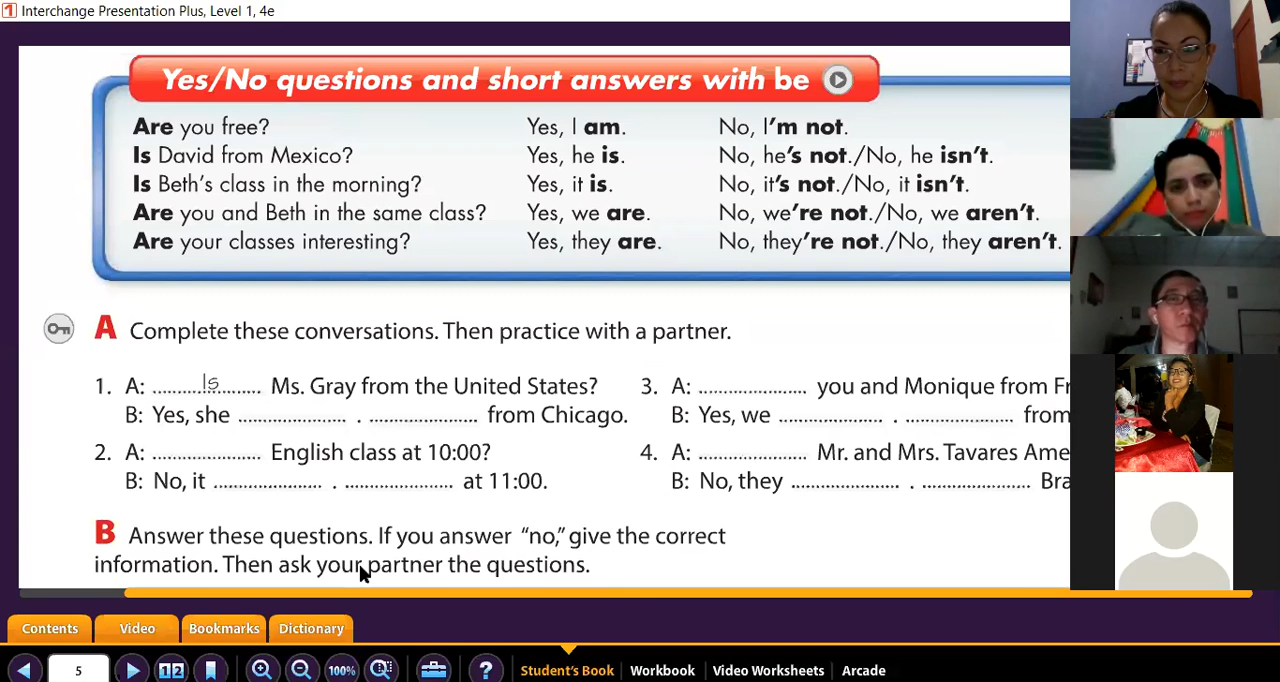 Interchange Presentation Plus, Level 1, 4e
Yes/No questions and short answers with be
Are you free? Yes, I am. No, I'm not.
Is David from Mexico? Yes, he is. No, he's not./No, he isn't.
Is Beth's class in the morning? Yes, it is. No, it's not./No, it isn't.
Are you and Beth in the same class? Yes, we are. No, we're not./No, we aren't.
Are your classes interesting? Yes, they are. No, they're not./No, they aren't.
A Complete these conversations. Then practice with a partner.
1. A: ............Is............ Ms. Gray from the United States?
B: Yes, she ........................ . ........................ from Chicago.
2. A: ........................ English class at 10:00?
B: No, it ........................ . ........................ at 11:00.
3. A: ........................ you and Monique from Fr
B: Yes, we ........................ . ........................ from
4. A: ........................ Mr. and Mrs. Tavares Ame
B: No, they ........................ . ........................ Bra
B Answer these questions. If you answer “no,” give the correct
information. Then ask your partner the questions.
Contents Video Bookmarks Dictionary
5 12 100% ? Student's Book Workbook Video Worksheets Arcade